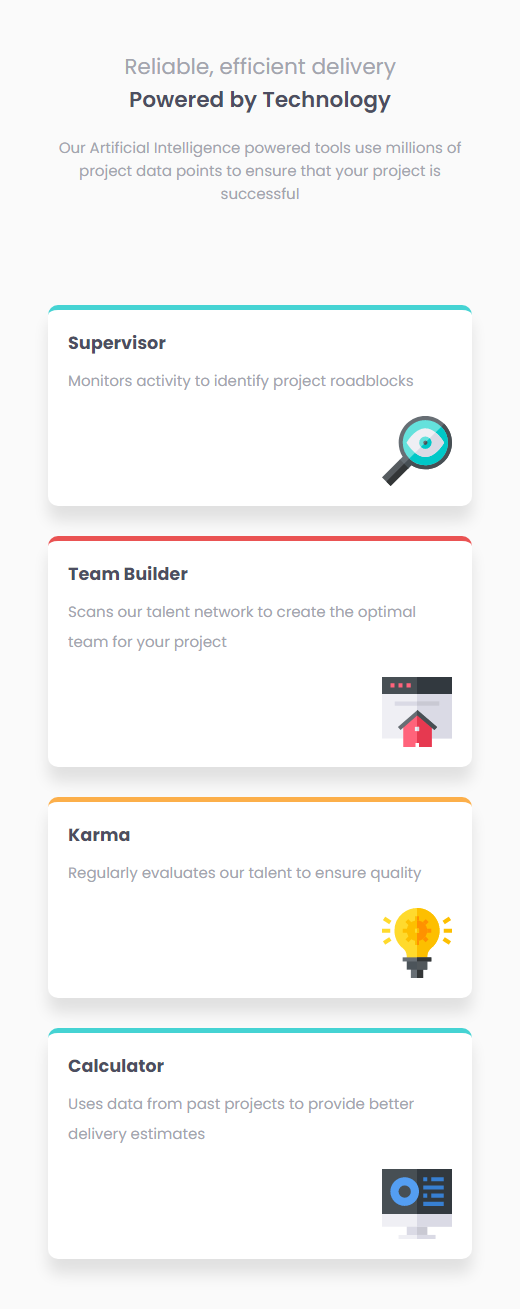 Reliable, efficient delivery
Powered by Technology
Our Artificial Intelligence powered tools use millions of
project data points to ensure that your project is
successful
Supervisor
Monitors activity to identify project roadblocks
Team Builder
Scans our talent network to create the optimal
team for your project
Karma
Regularly evaluates our talent to ensure quality
Calculator
Uses data from past projects to provide better
delivery estimates